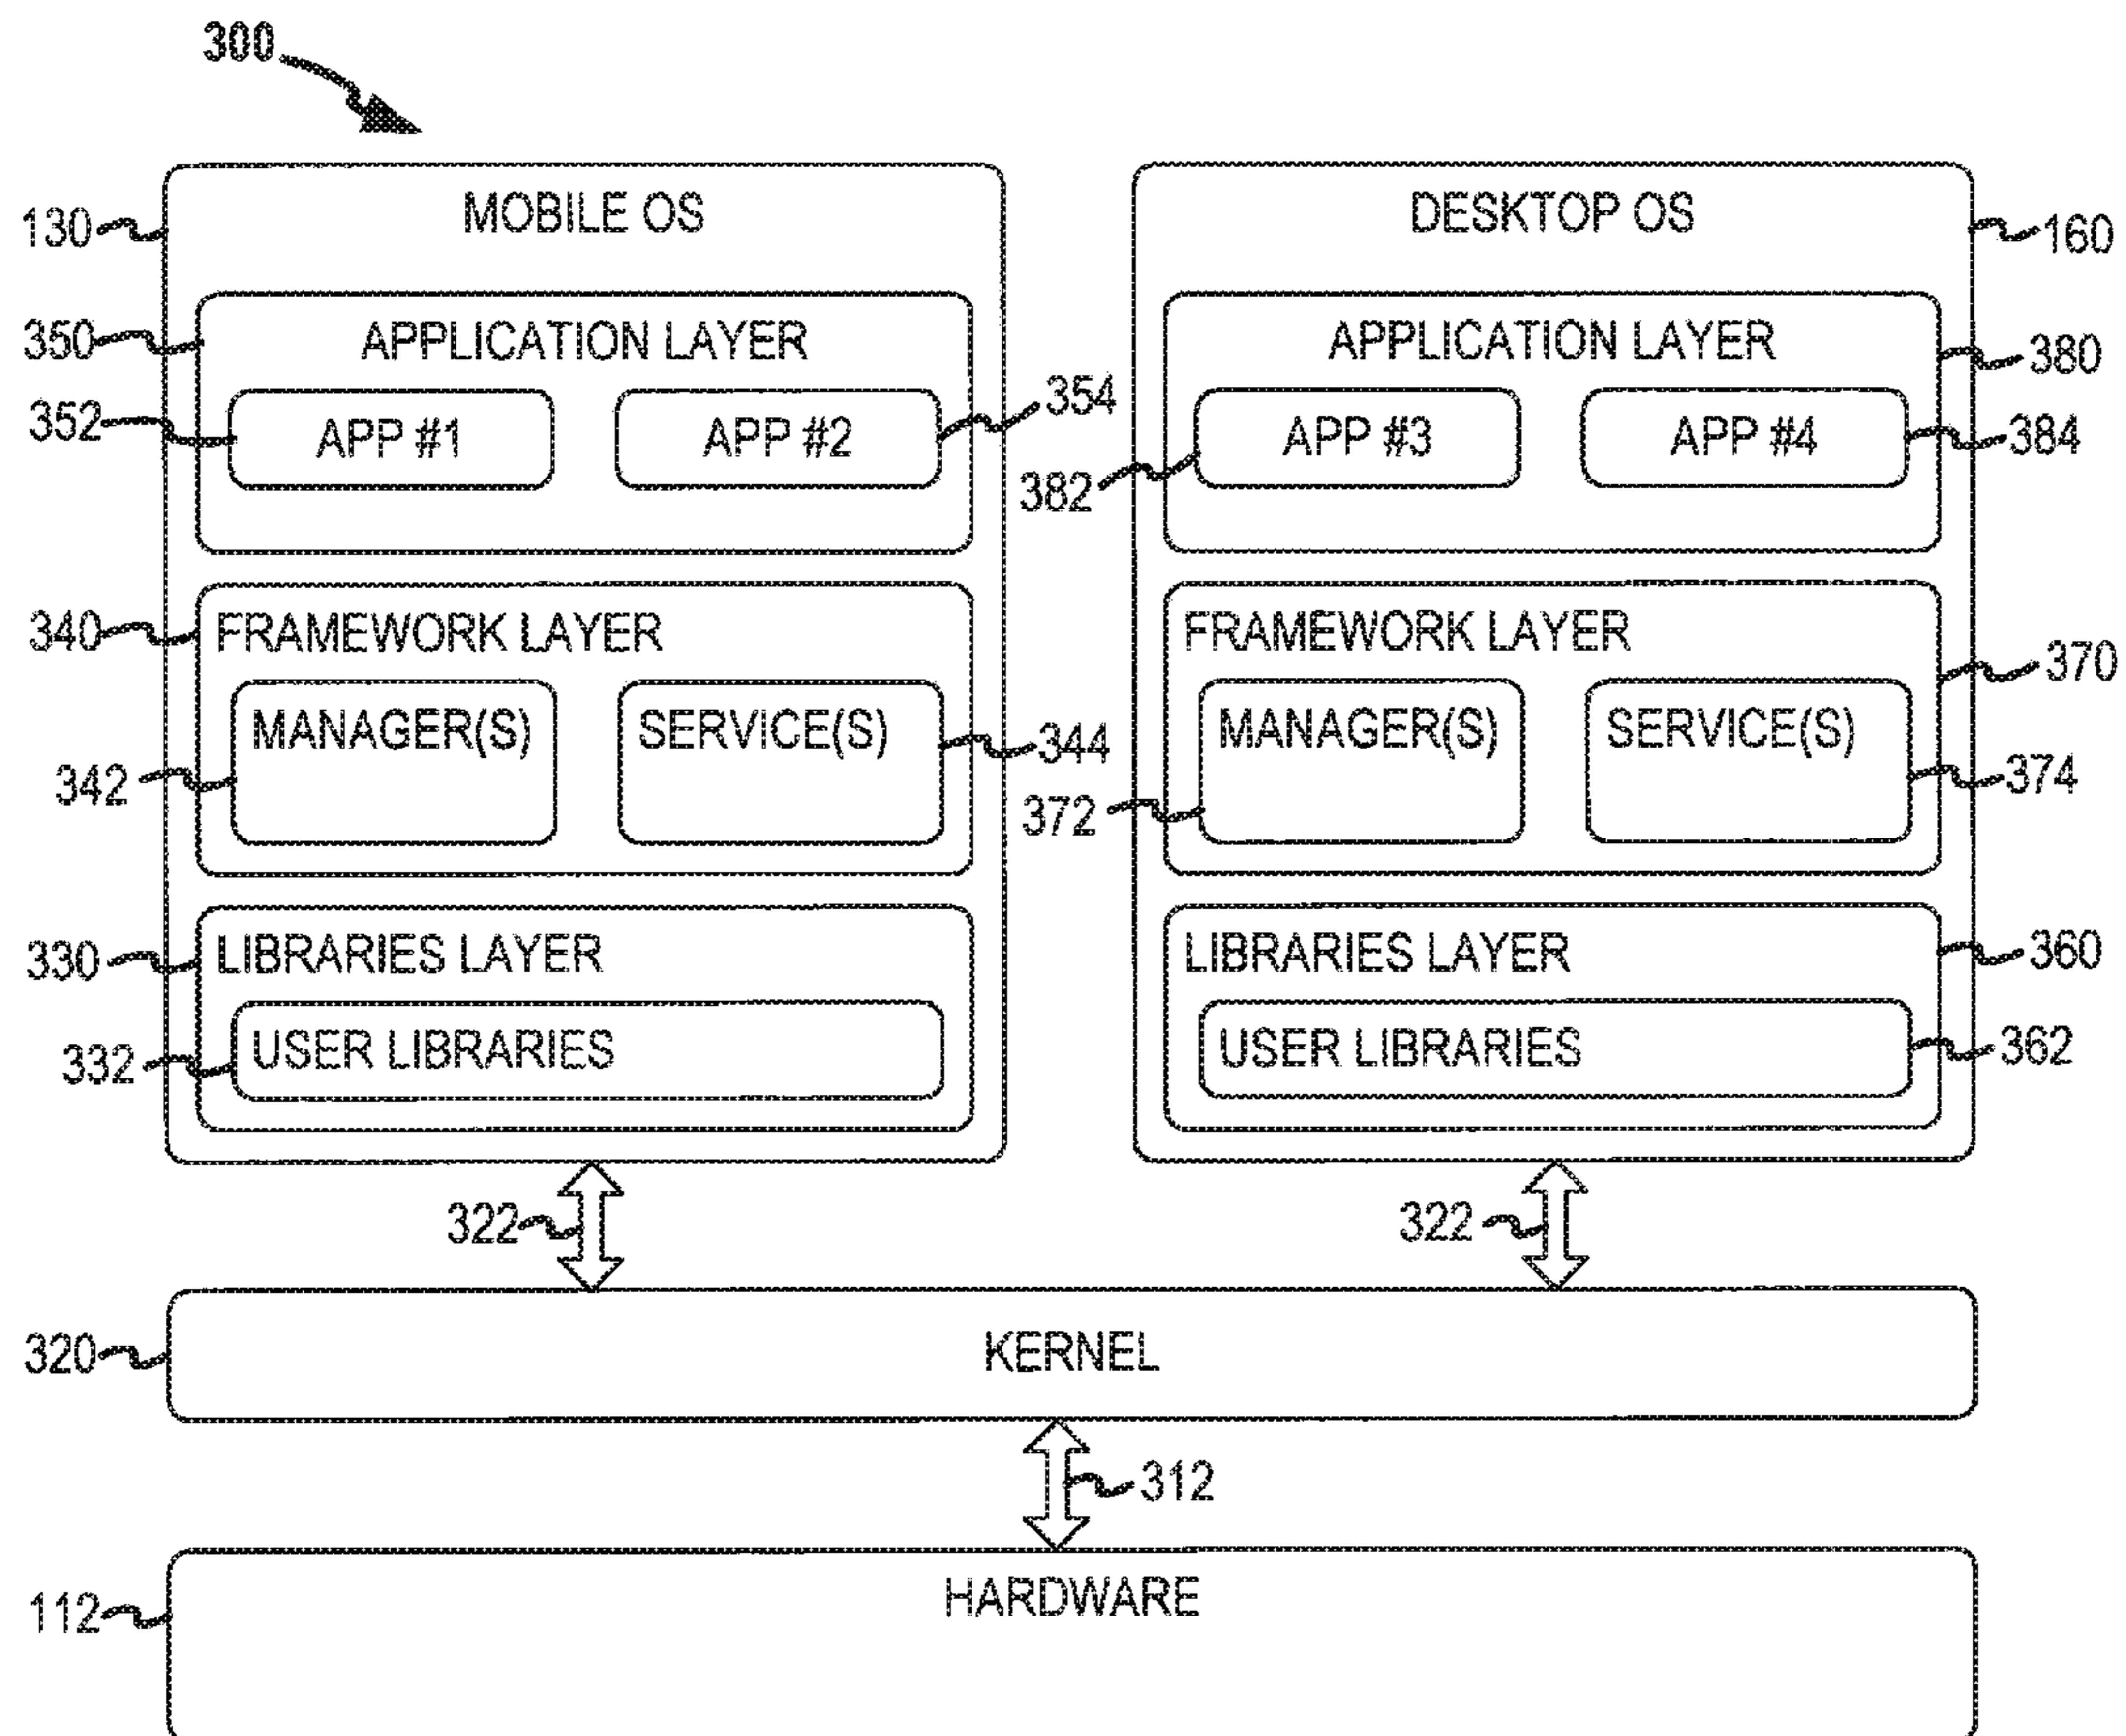 300
MOBILE OS
DESKTOP OS
130
160
350
APPLICATION LAYER
APPLICATION LAYER
380
352
APP #1
APP #2
354
382
APP #3
APP #4
384
340
FRAMEWORK LAYER
FRAMEWORK LAYER
370
342
MANAGER(S)
SERVICE(S)
344
372
MANAGER(S)
SERVICE(S)
374
330
LIBRARIES LAYER
LIBRARIES LAYER
360
332
USER LIBRARIES
USER LIBRARIES
362
322
322
320
KERNEL
312
112
HARDWARE